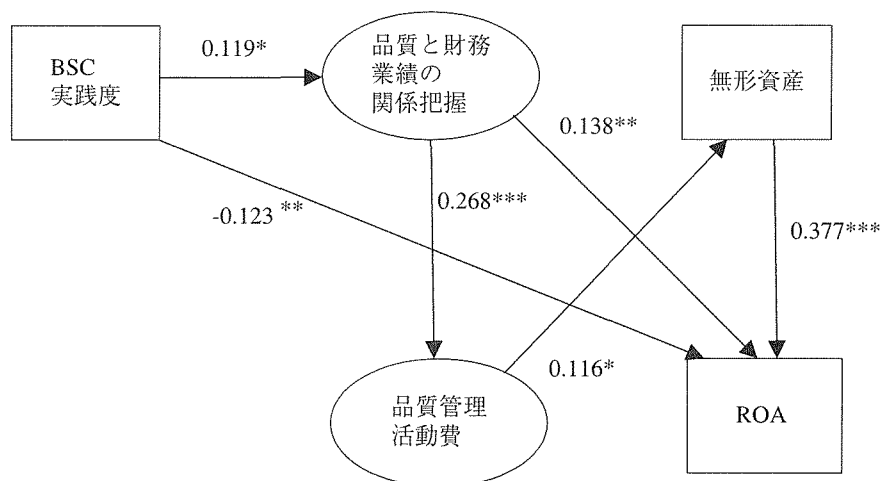 BSC
実践度
0.119*
品質と財務
業績の
関係把握
無形資産
0.138**
0.268***
-0.123 **
0.377***
0.116*
品質管理
活動費
ROA